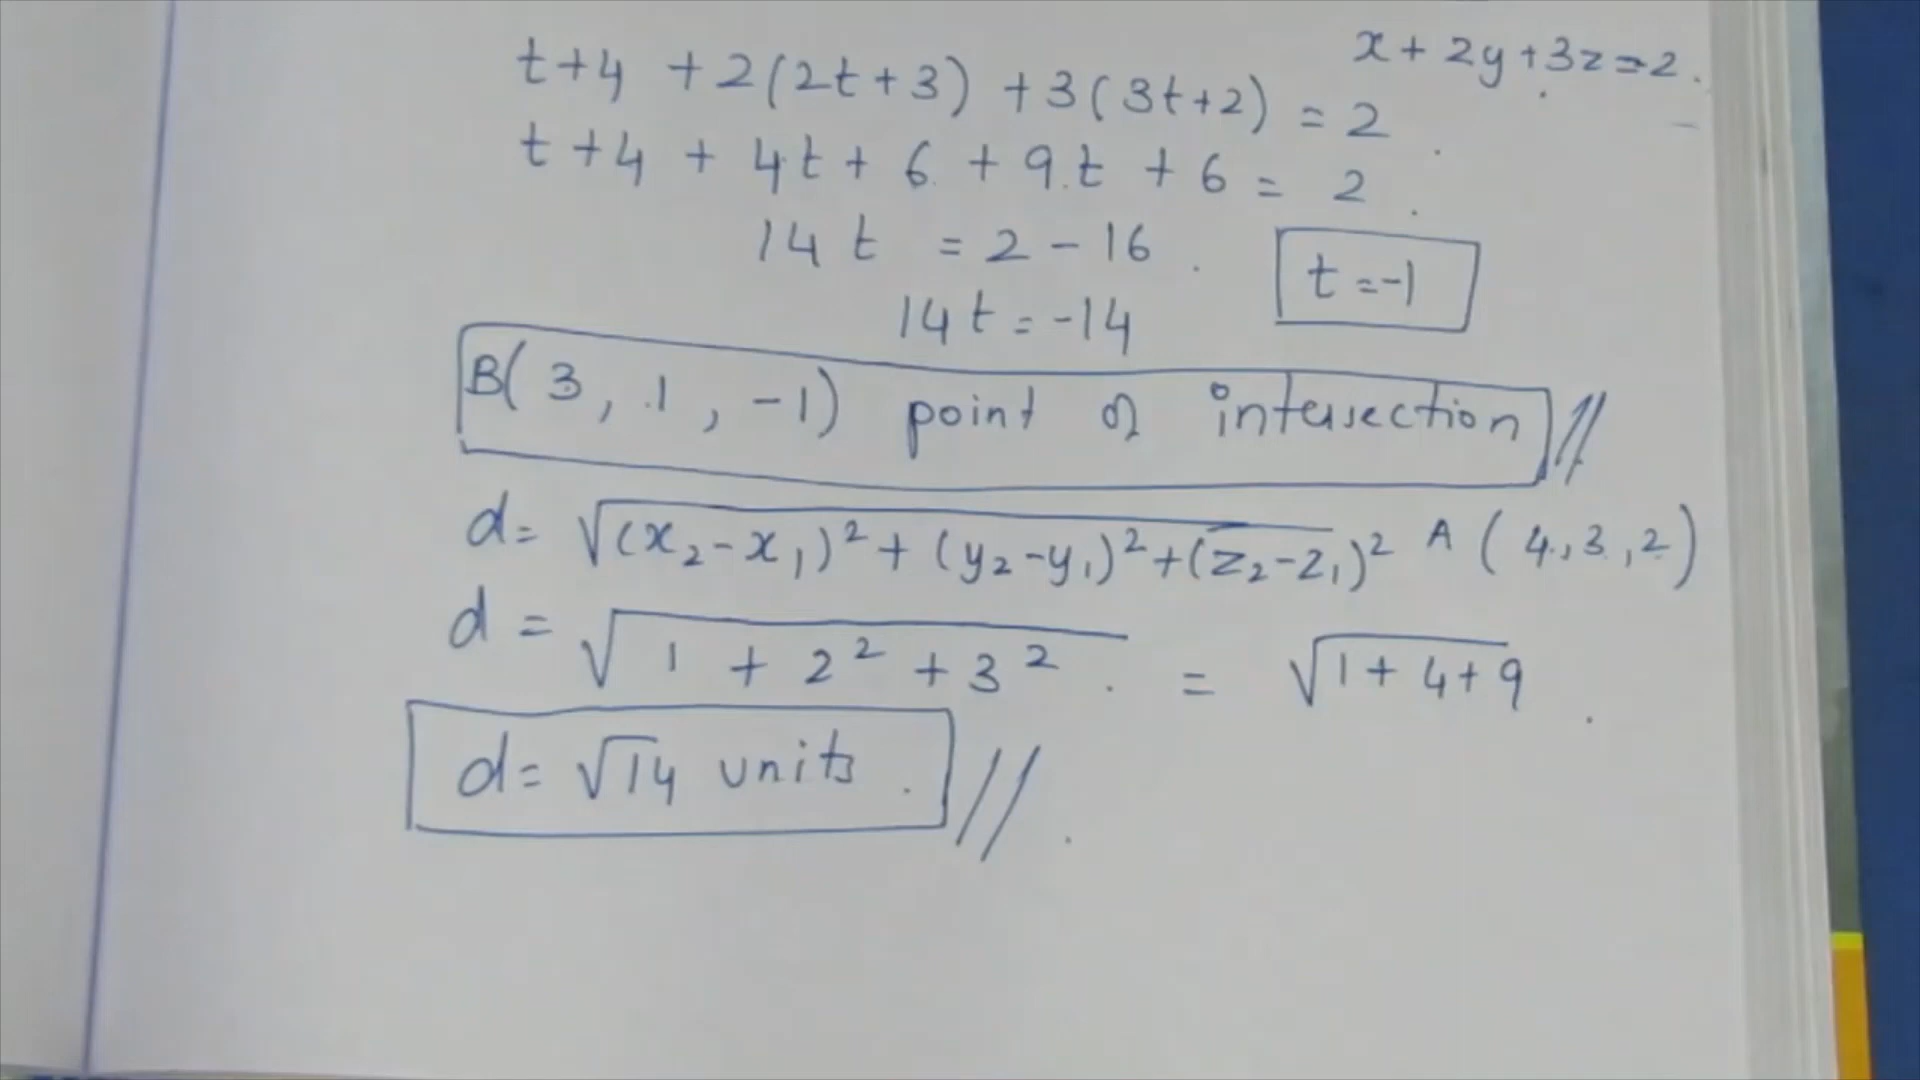 x + 2y + 3z = 2.
t + 4 + 2(2t + 3) + 3(3t + 2) = 2
t + 4 + 4t + 6 + 9t + 6 = 2
14t = 2 - 16
t = -1
14t = -14
B(3, 1, -1) point of intersection //
d = √(x₂ - x₁)² + (y₂ - y₁)² + (z₂ - z₁)² A(4, 3, 2)
d = √1 + 2² + 3² = √1 + 4 + 9
d = √14 units //